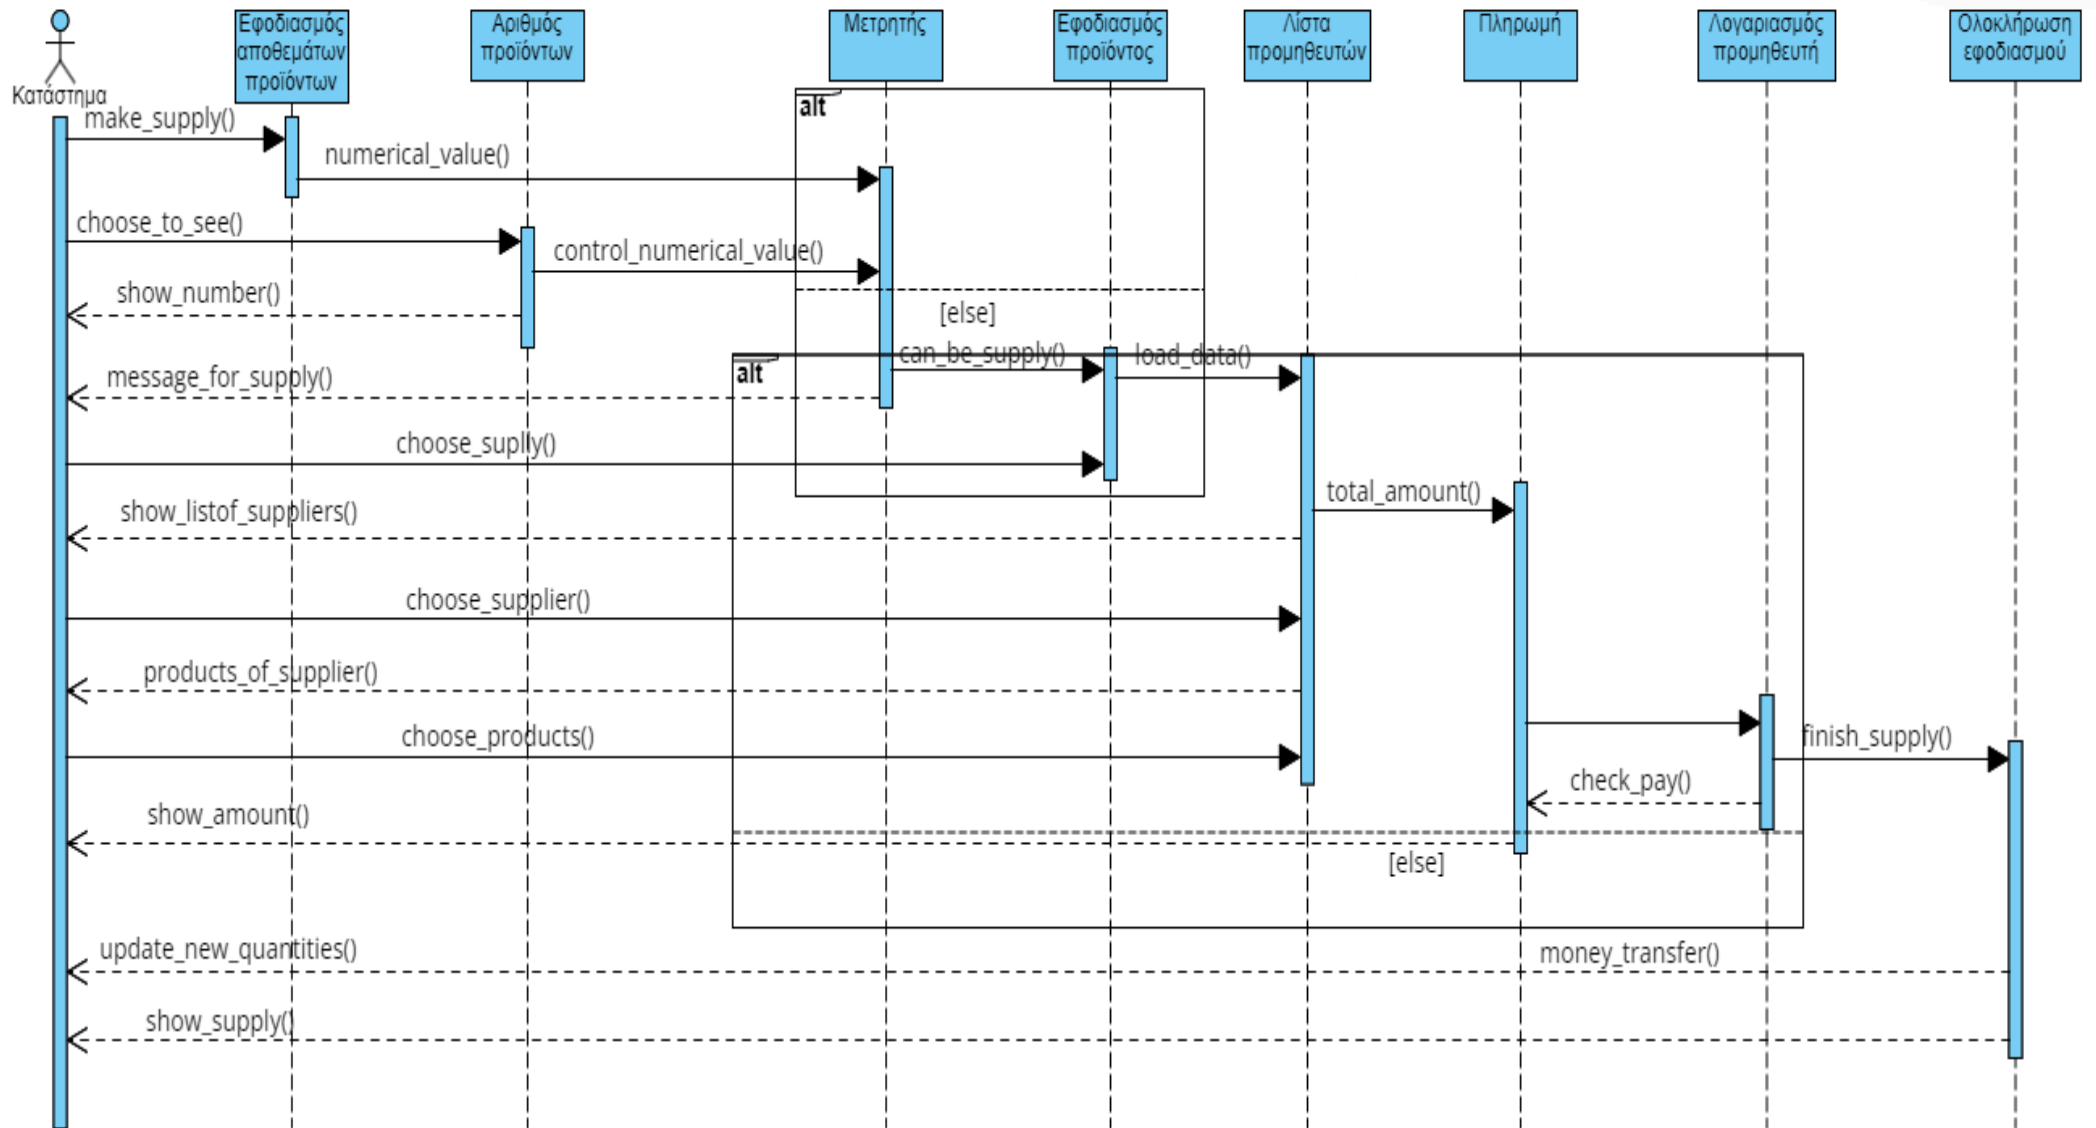 Κατάστημα
Εφοδιασμός
αποθεμάτων
προϊόντων
Αριθμός
προϊόντων
Μετρητής
Εφοδιασμός
προϊόντος
Λίστα
προμηθευτών
Πληρωμή
Λογαριασμός
προμηθευτή
Ολοκλήρωση
εφοδιασμού
alt
make_supply()
numerical_value()
choose_to_see()
control_numerical_value()
show_number()
[else]
can_be_supply()
load_data()
alt
message_for_supply()
choose_suplly()
total_amount()
show_listof_suppliers()
choose_supplier()
products_of_supplier()
choose_products()
finish_supply()
check_pay()
show_amount()
[else]
update_new_quantities()
money_transfer()
show_supply()